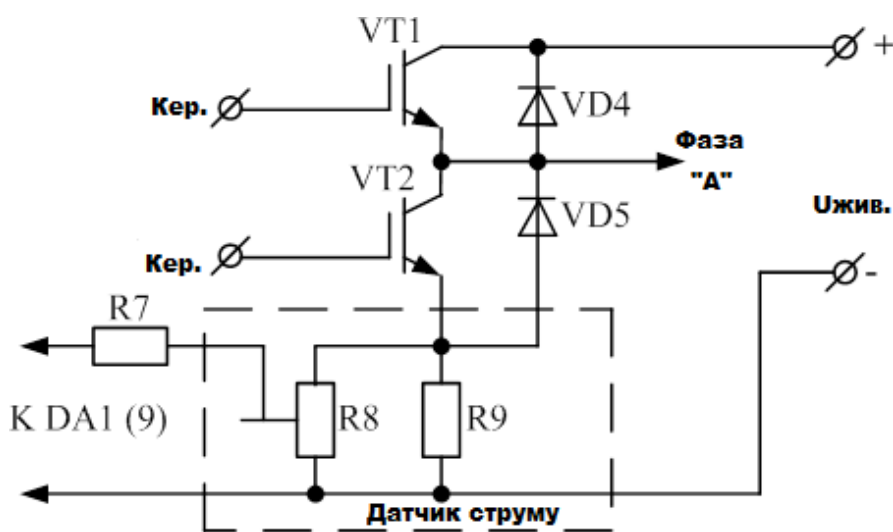 VT1
+
Кер.
VD4
Фаза
"А"
VT2
Uжив.
VD5
Кер.
-
R7
К DA1 (9)
R8
R9
Датчик струму